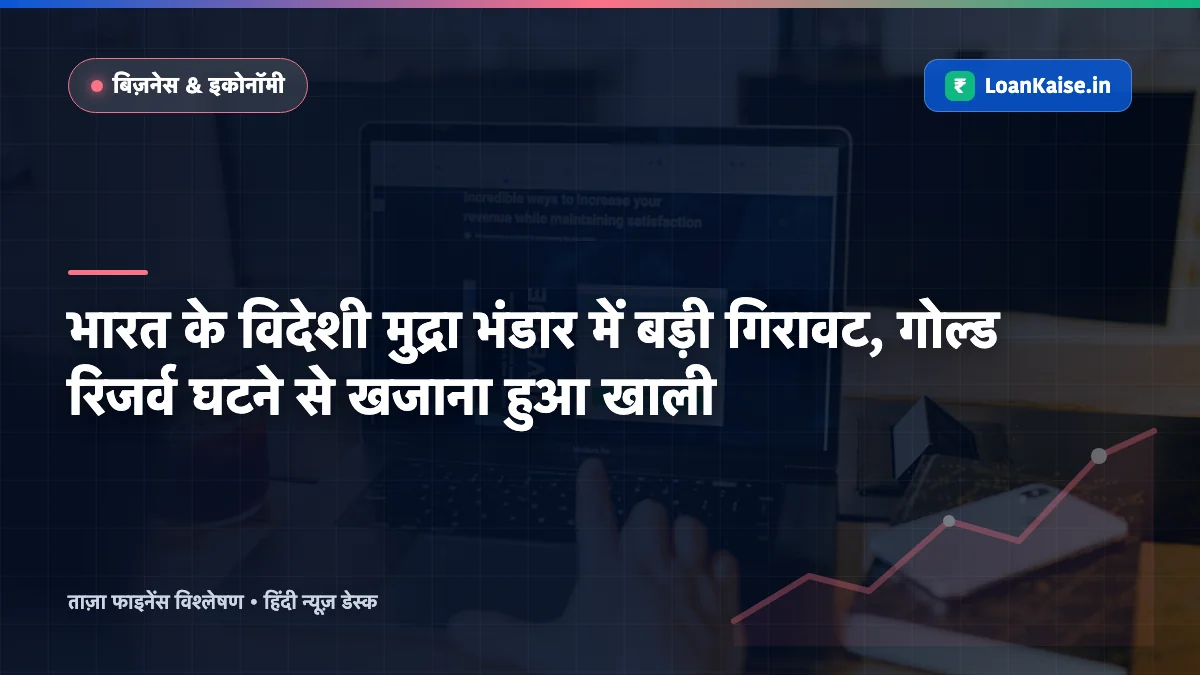 बिज़नेस & इकोनॉमी
₹ LoanKaise.in
Incredible ways to increase your
revenue while maintaining satisfaction
भारत के विदेशी मुद्रा भंडार में बड़ी गिरावट, गोल्ड
रिजर्व घटने से खजाना हुआ खाली
ताज़ा फाइनेंस विश्लेषण • हिंदी न्यूज़ डेस्क